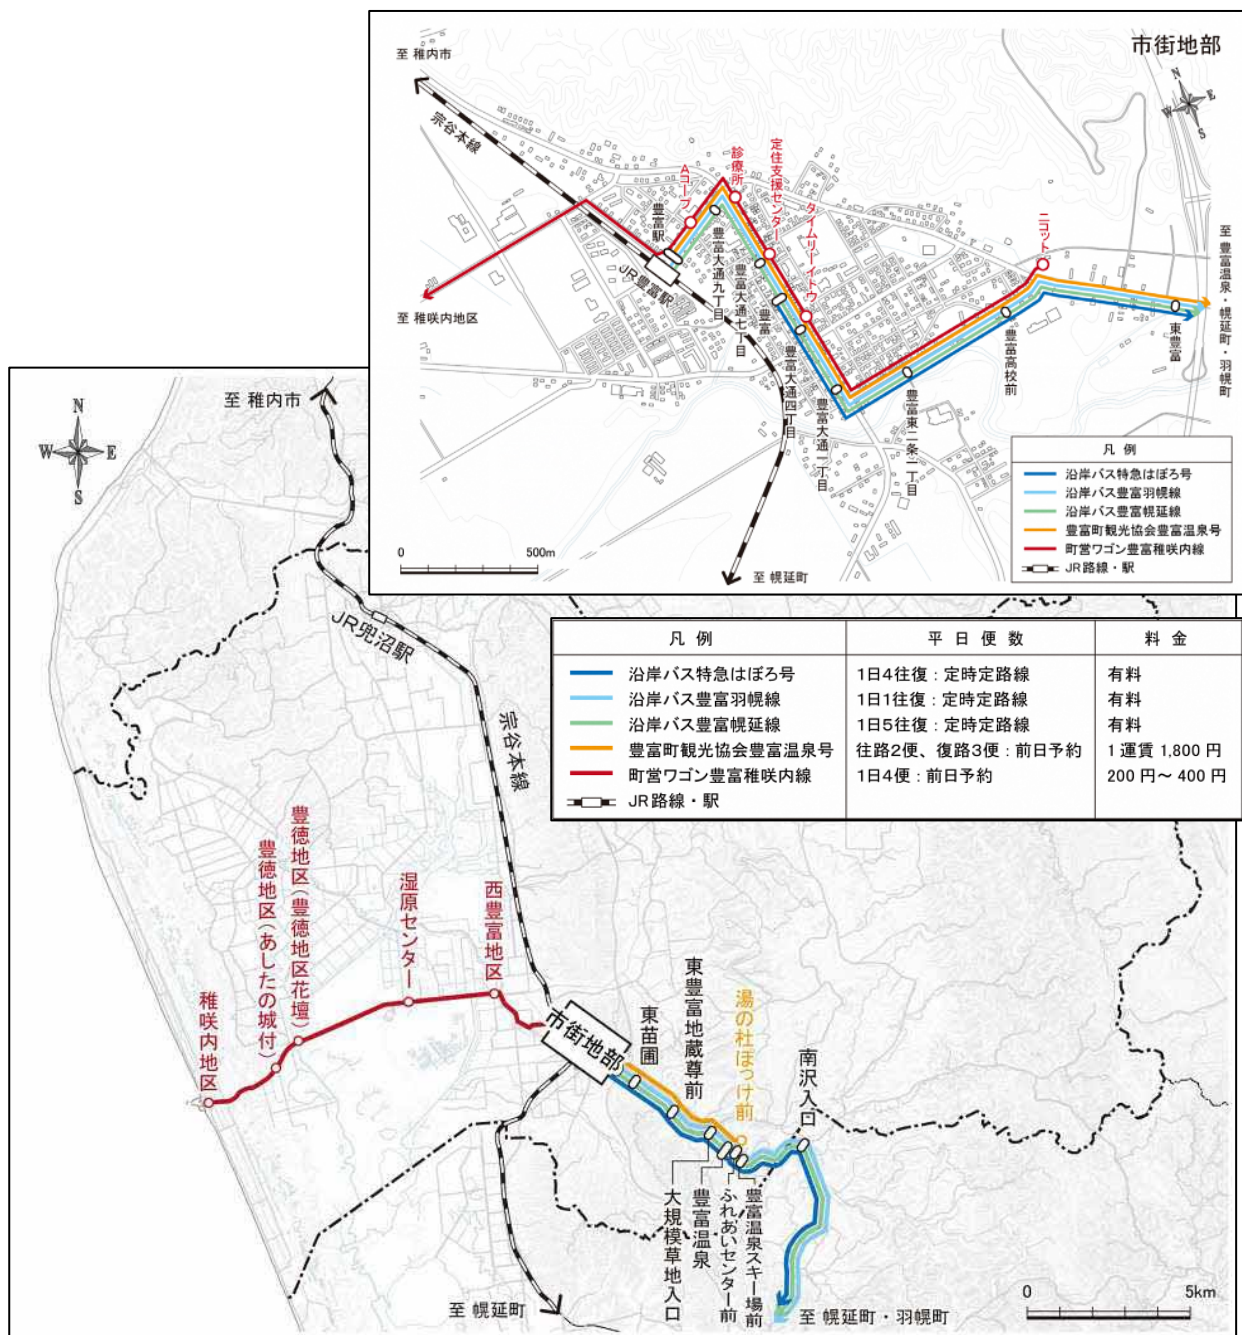 市街地部
N
W
E
S
至 稚内市
宗谷本線
Aコープ
診療所
定住支援センター
タイムリーイトウ
ニコット
豊富駅
JR豊富駅
豊富大通九丁目
豊富大通七丁目
豊富
豊富大通四丁目
豊富大通一丁目
豊富東二条二丁目
豊富高校前
東豊富
至 豊富温泉・幌延町・羽幌町
至 稚咲内地区
至 幌延町
0 500m
凡 例
沿岸バス特急はぼろ号
沿岸バス豊富羽幌線
沿岸バス豊富幌延線
豊富町観光協会豊富温泉号
町営ワゴン豊富稚咲内線
JR路線・駅
凡 例 平 日 便 数 料 金
沿岸バス特急はぼろ号 1日4往復：定時定路線 有料
沿岸バス豊富羽幌線 1日1往復：定時定路線 有料
沿岸バス豊富幌延線 1日5往復：定時定路線 有料
豊富町観光協会豊富温泉号 往路2便、復路3便：前日予約 1運賃 1,800 円
町営ワゴン豊富稚咲内線 1日4便：前日予約 200 円～ 400 円
JR路線・駅
N
W
E
S
至 稚内市
JR兜沼駅
宗谷本線
稚咲内地区
豊徳地区（あしたの城付）
豊徳地区（豊徳地区花壇）
湿原センター
西豊富地区
市街地部
東苗圃
東豊富地蔵尊前
湯の杜ぽっけ前
南沢入口
大規模草地入口
豊富温泉
ふれあいセンター前
豊富温泉スキー場前
至 幌延町
至 幌延町・羽幌町
0 5km